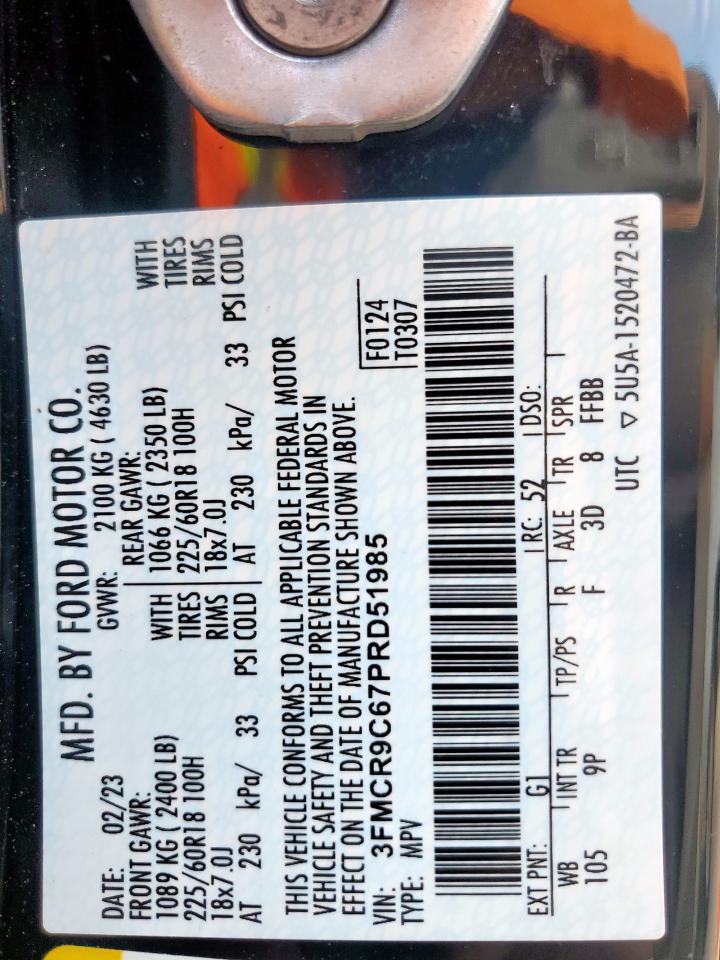 MFD. BY FORD MOTOR CO.
DATE: 02/23 GVWR: 2100 KG ( 4630 LB)
FRONT GAWR: REAR GAWR:
1089 KG ( 2400 LB) WITH 1066 KG ( 2350 LB) WITH
225/60R18 100H TIRES 225/60R18 100H TIRES
18x7.0J RIMS 18x7.0J RIMS
AT 230 kPa/ 33 PSI COLD AT 230 kPa/ 33 PSI COLD
THIS VEHICLE CONFORMS TO ALL APPLICABLE FEDERAL MOTOR
VEHICLE SAFETY AND THEFT PREVENTION STANDARDS IN
EFFECT ON THE DATE OF MANUFACTURE SHOWN ABOVE.
VIN: 3FMCR9C67PRD51985 F0124
TYPE: MPV T0307
EXT PNT: G1 RC: 52 DSO:
WB INT TR TP/PS R AXLE TR SPR
105 9P F 3D 8 FFBB
UTC ▽ 5U5A-1520472-BA